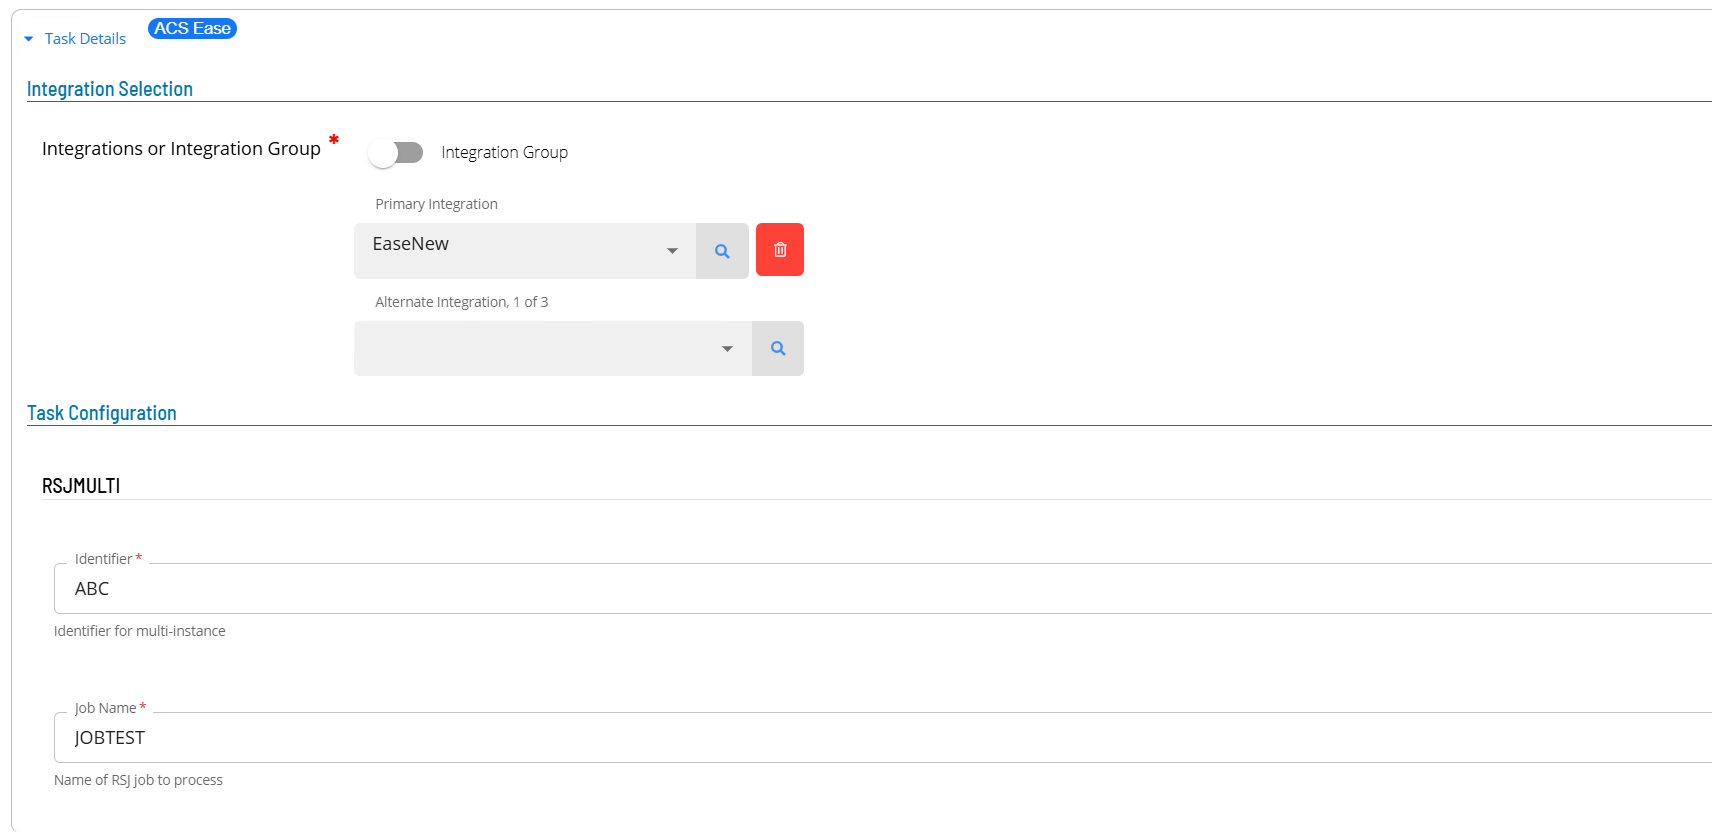 Task Details ACS Ease
Integration Selection
Integrations or Integration Group *
Integration Group
Primary Integration
EaseNew
Alternate Integration, 1 of 3
Task Configuration
RSJMULTI
Identifier *
ABC
Identifier for multi-instance
Job Name *
JOBTEST
Name of RSJ job to process